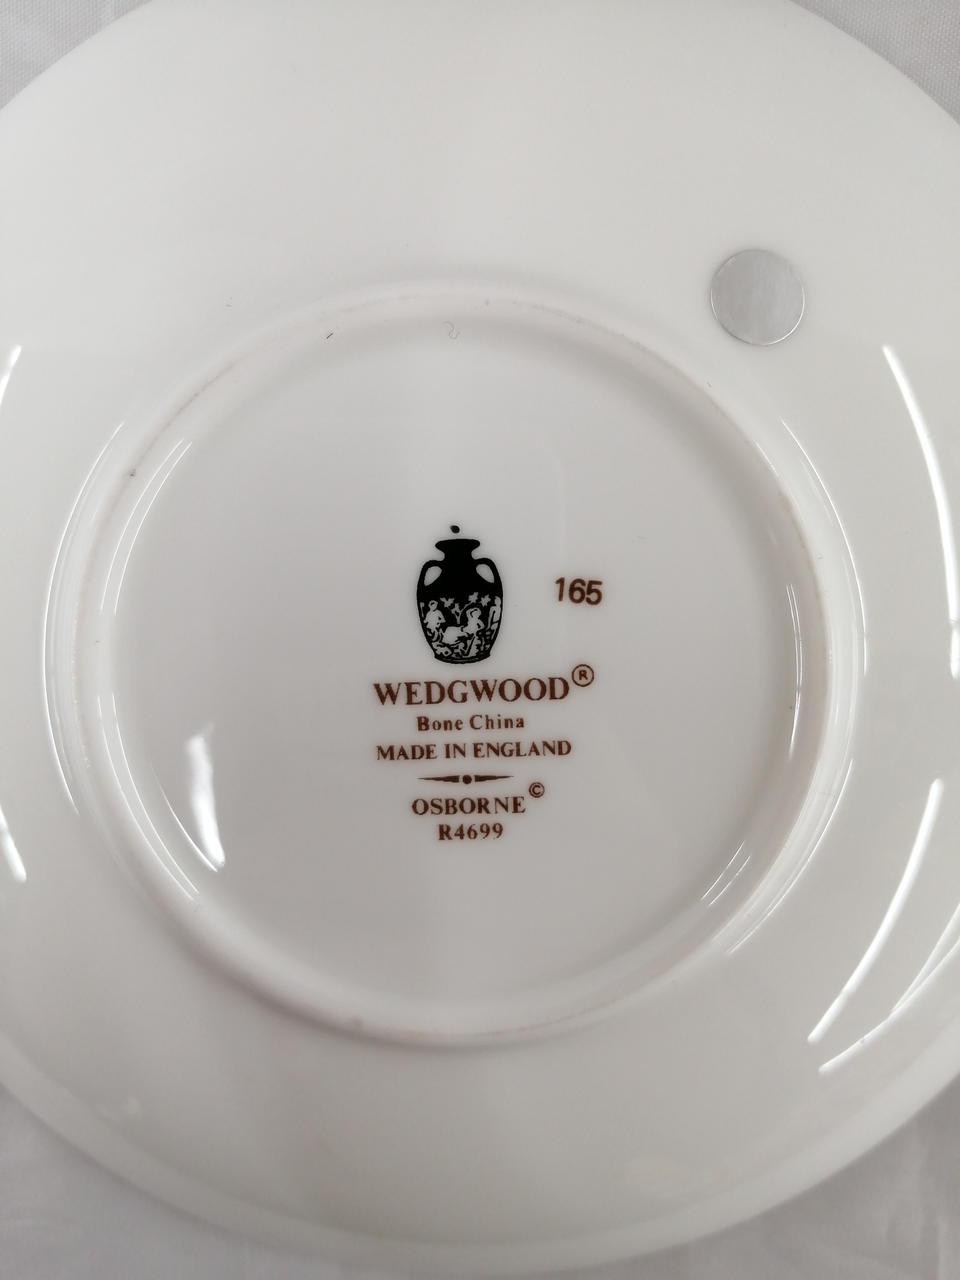 165
WEDGWOOD®
Bone China
MADE IN ENGLAND
OSBORNE©
R4699